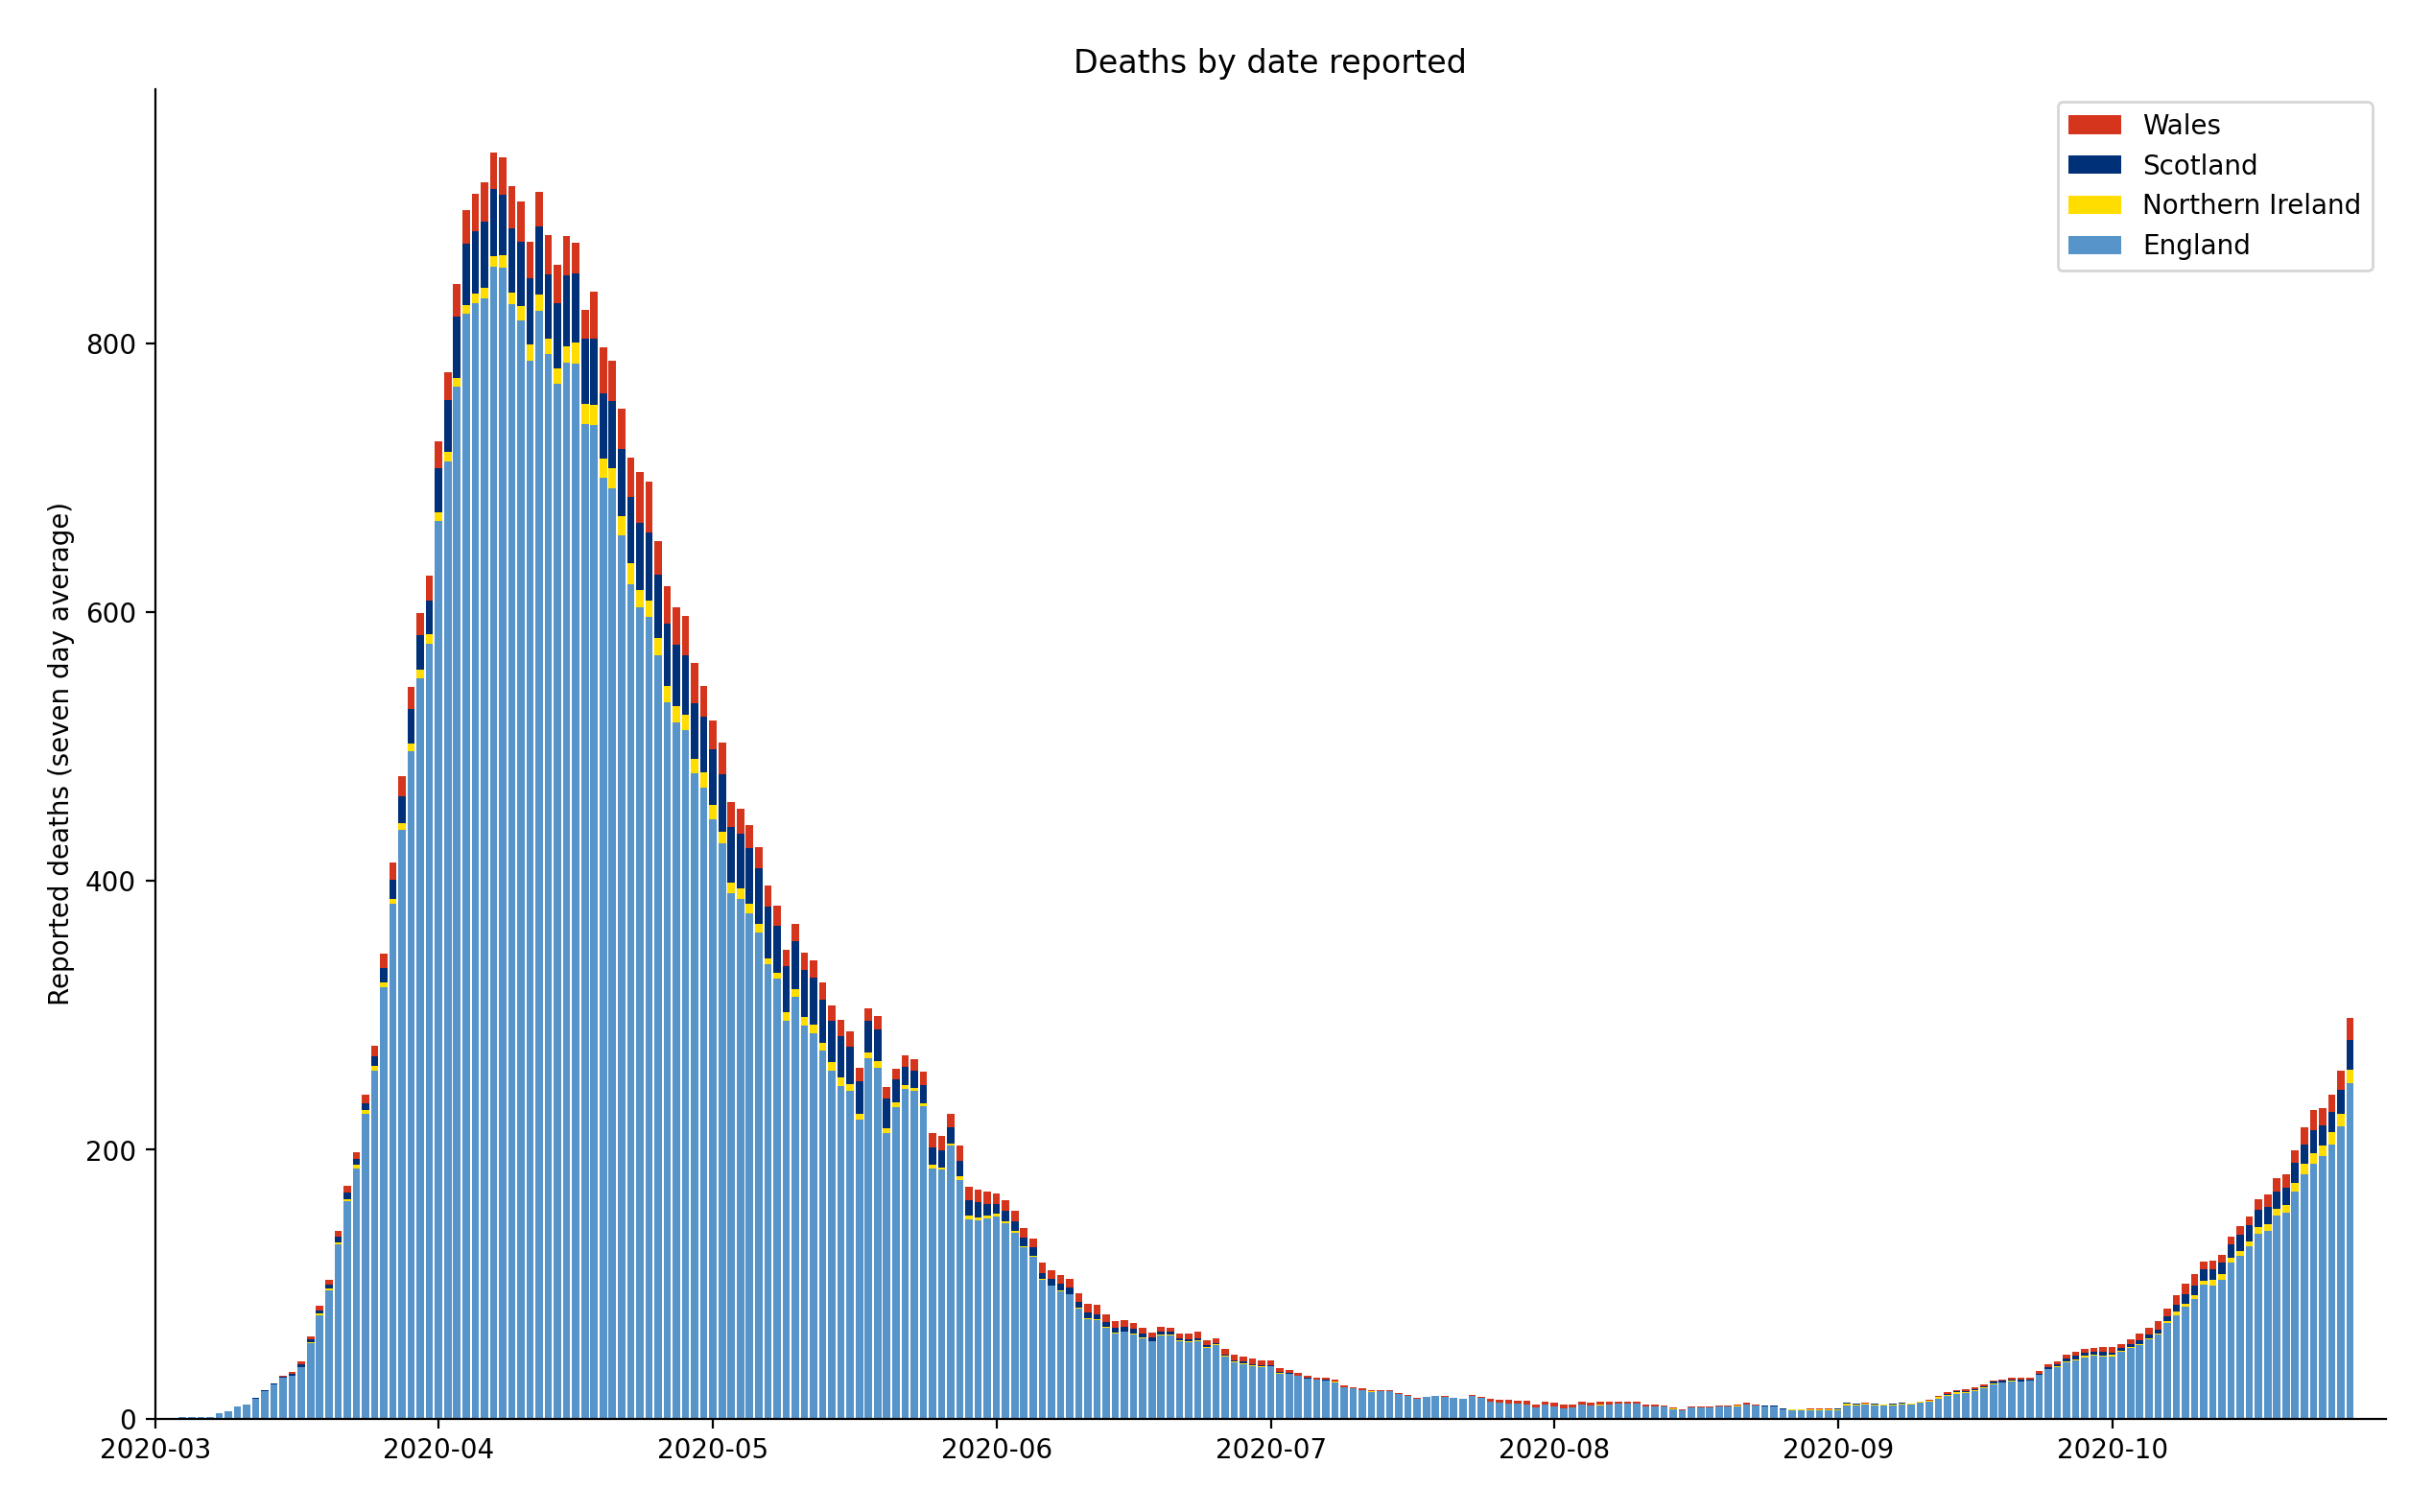 Deaths by date reported
Wales
Scotland
Northern Ireland
England
Reported deaths (seven day average)
800
600
400
200
0
2020-03 2020-04 2020-05 2020-06 2020-07 2020-08 2020-09 2020-10